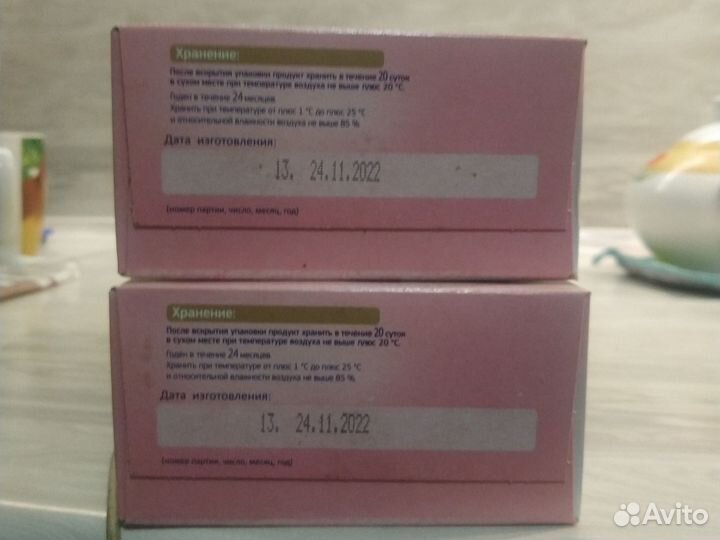 Хранение:
После вскрытия упаковки продукт хранить в течение 20 суток
в сухом месте при температуре воздуха не выше плюс 20 °C.
Годен в течение 24 месяцев
Хранить при температуре от плюс 1 °C до плюс 25 °C
и относительной влажности воздуха не выше 85 %
Дата изготовления:
13. 24.11.2022
(номер партии, число, месяц, год)
Хранение:
После вскрытия упаковки продукт хранить в течение 20 суток
в сухом месте при температуре воздуха не выше плюс 20 °C.
Годен в течение 24 месяцев
Хранить при температуре от плюс 1 °C до плюс 25 °C
и относительной влажности воздуха не выше 85 %
Дата изготовления:
13. 24.11.2022
(номер партии, число, месяц, год)
Avito